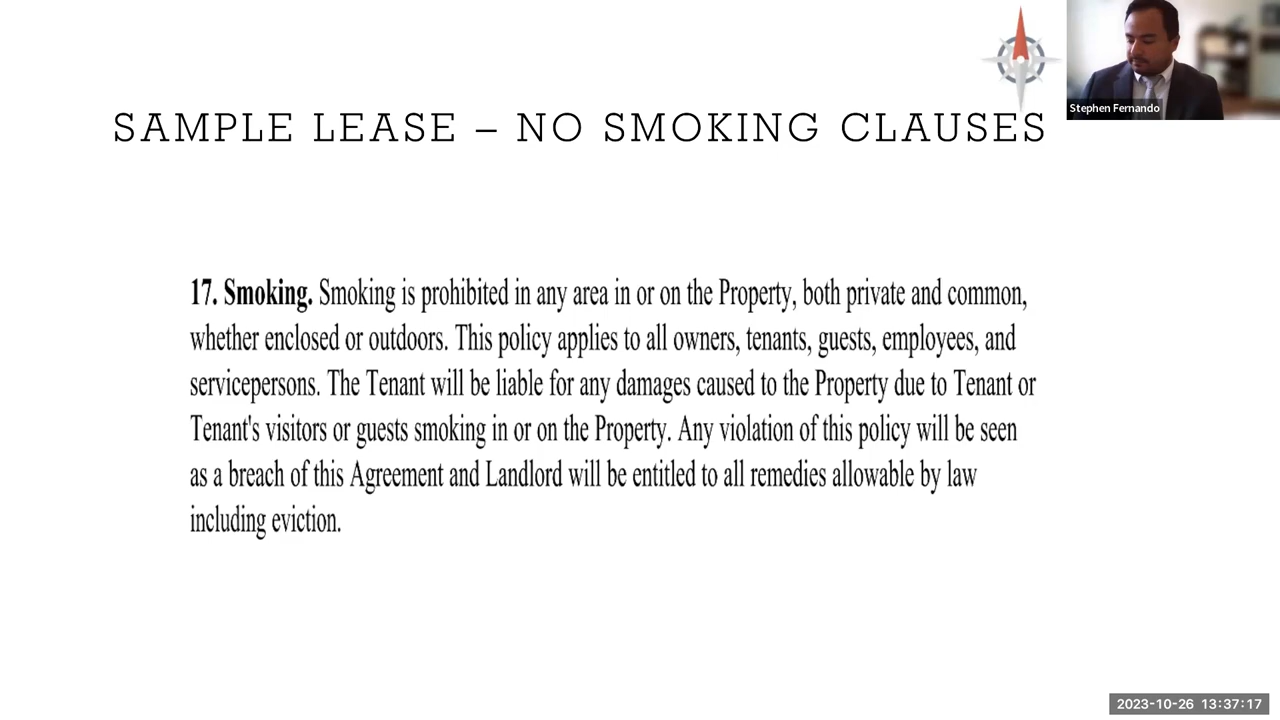 Stephen Fernando
SAMPLE LEASE – NO SMOKING CLAUSES
17. Smoking. Smoking is prohibited in any area in or on the Property, both private and common,
whether enclosed or outdoors. This policy applies to all owners, tenants, guests, employees, and
servicepersons. The Tenant will be liable for any damages caused to the Property due to Tenant or
Tenant's visitors or guests smoking in or on the Property. Any violation of this policy will be seen
as a breach of this Agreement and Landlord will be entitled to all remedies allowable by law
including eviction.
2023-10-26 13:37:17